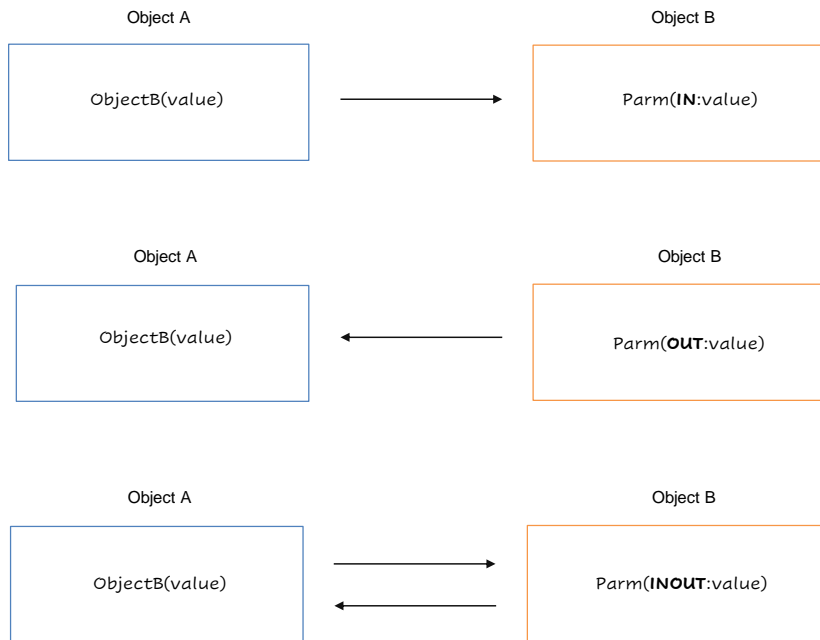 Object A
Object B
ObjectB(value)
Parm(IN:value)
Object A
Object B
ObjectB(value)
Parm(OUT:value)
Object A
Object B
ObjectB(value)
Parm(INOUT:value)